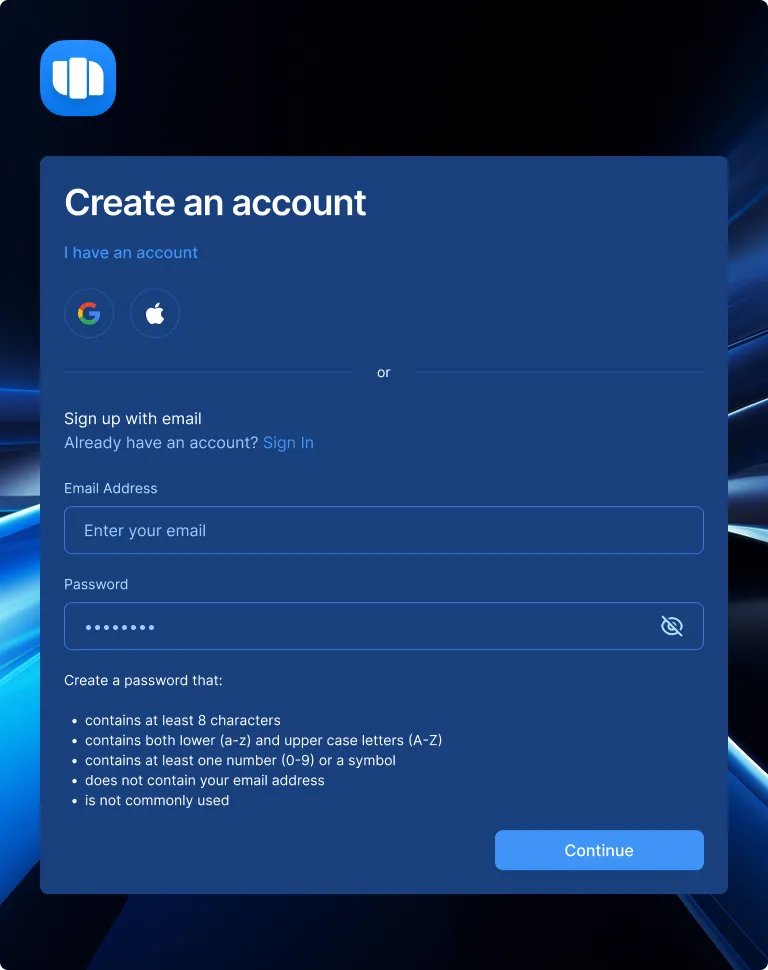 Create an account
I have an account
or
Sign up with email
Already have an account? Sign In
Email Address
Enter your email
Password
Create a password that:
• contains at least 8 characters
• contains both lower (a-z) and upper case letters (A-Z)
• contains at least one number (0-9) or a symbol
• does not contain your email address
• is not commonly used
Continue